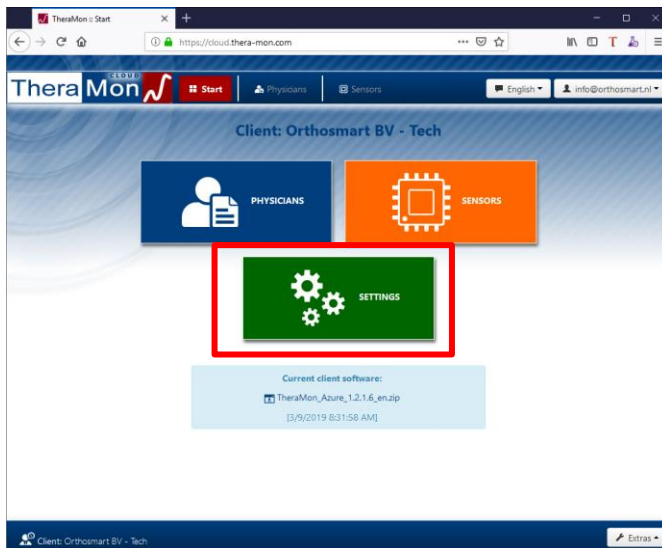 TheraMon :: Start
https://cloud.thera-mon.com
TheraMon CLOUD
Start
Physicians
Sensors
English
info@orthosmart.nl
Client: Orthosmart BV - Tech
PHYSICIANS
SENSORS
SETTINGS
Current client software:
TheraMon_Azure_1.2.1.6_en.zip
[3/9/2019 8:31:58 AM]
Client: Orthosmart BV - Tech
Extras